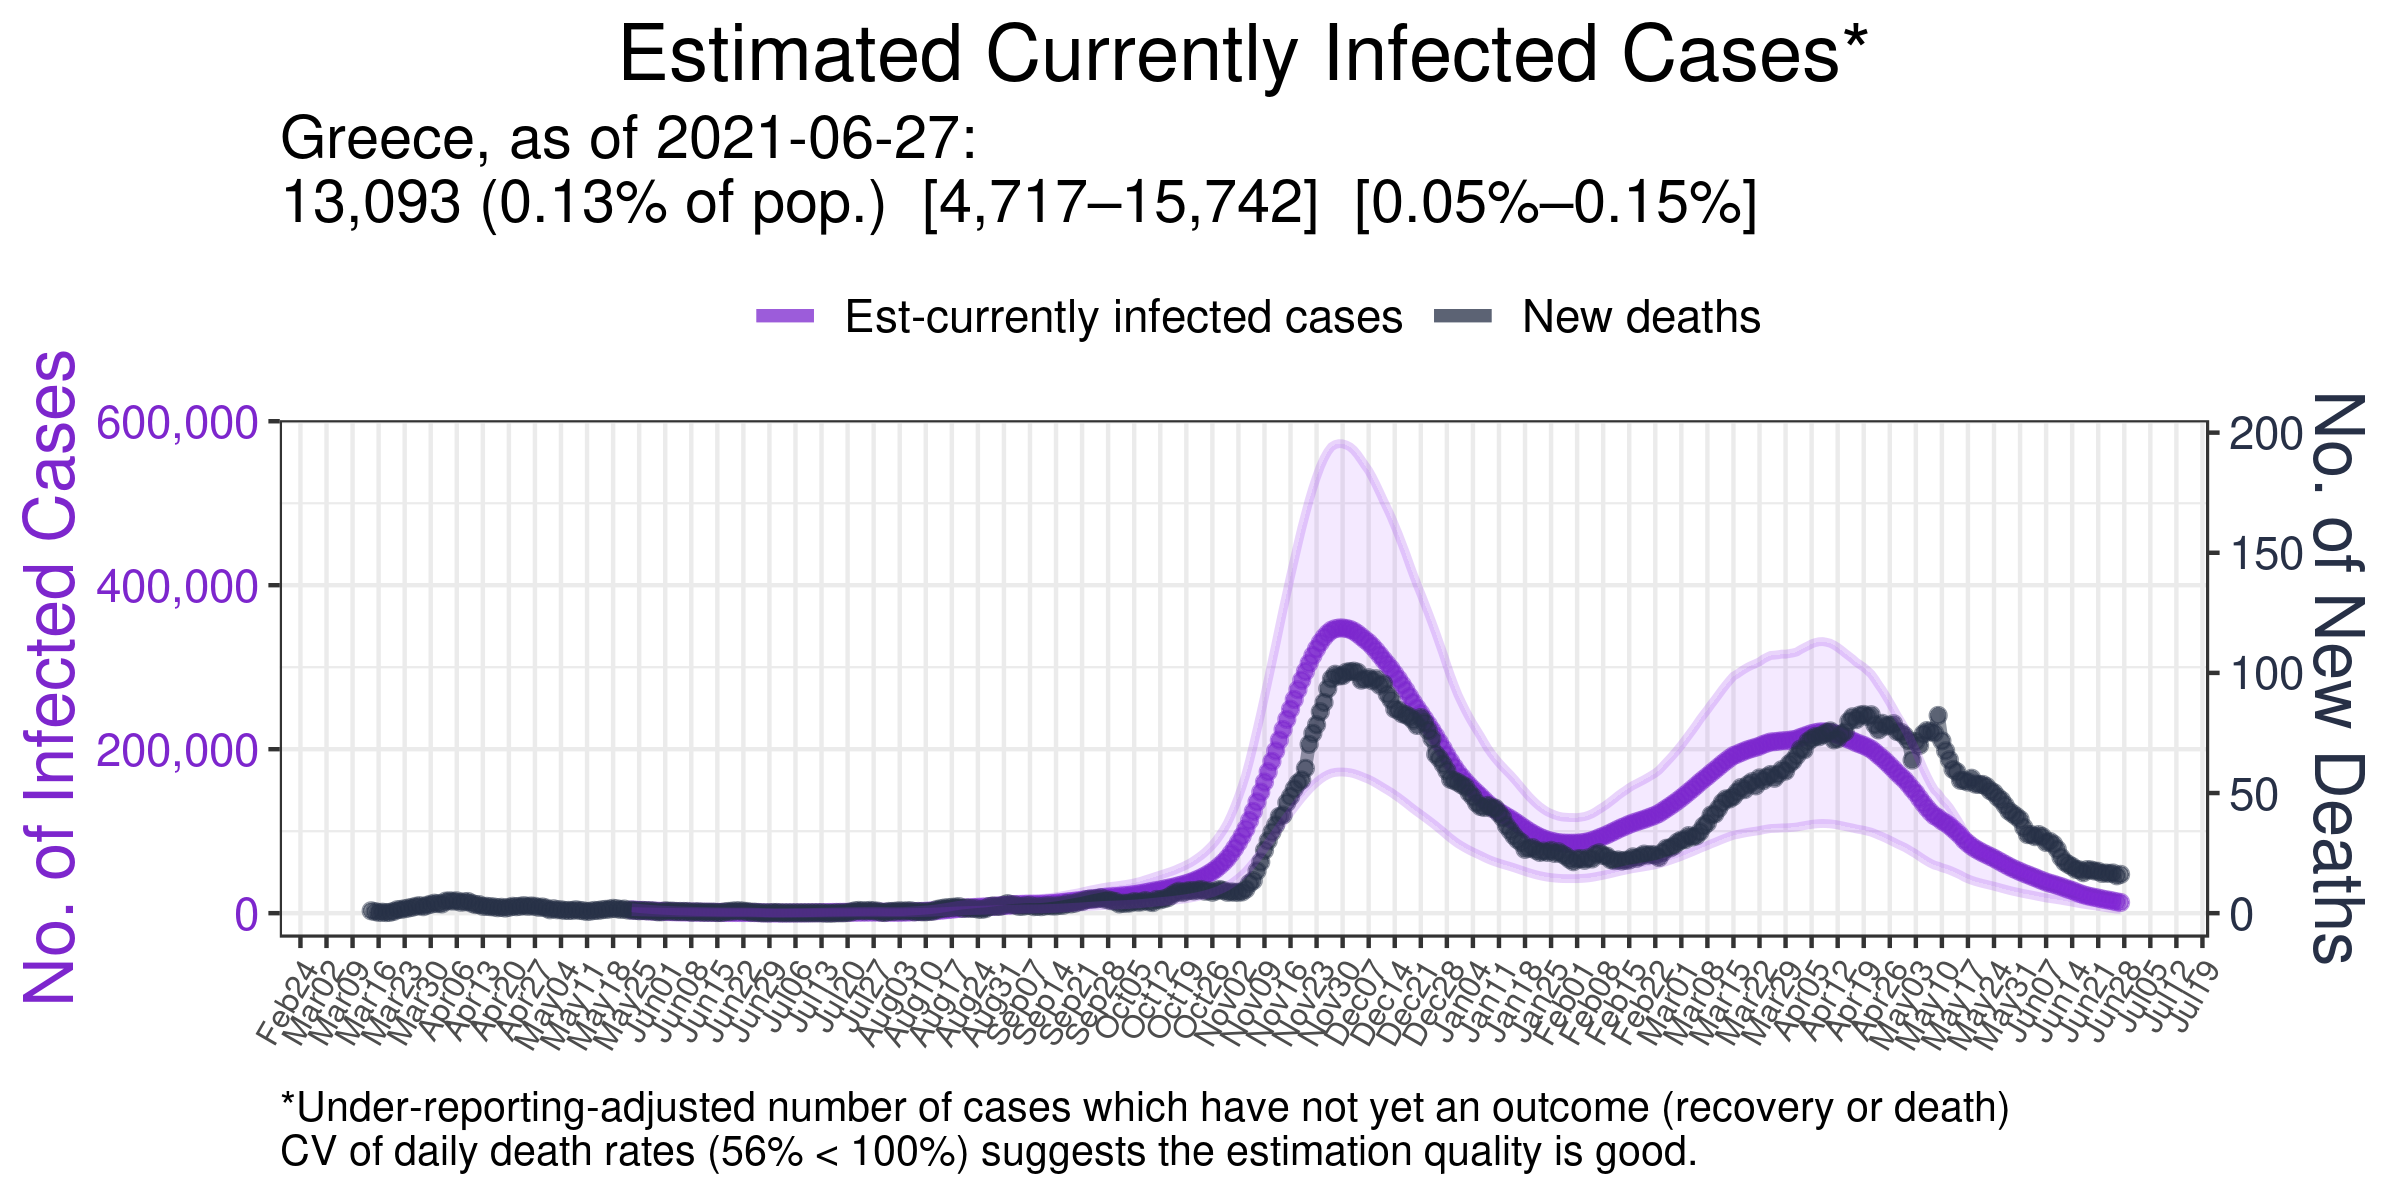 Estimated Currently Infected Cases*
Greece, as of 2021-06-27:
13,093 (0.13% of pop.) [4,717–15,742] [0.05%–0.15%]
Est-currently infected cases
New deaths
No. of Infected Cases
600,000
400,000
200,000
0
200
150
100
50
0
No. of New Deaths
Feb24
Mar02
Mar09
Mar16
Mar23
Mar30
Apr06
Apr13
Apr20
Apr27
May04
May11
May18
May25
Jun01
Jun08
Jun15
Jun22
Jun29
Jul06
Jul13
Jul20
Jul27
Aug03
Aug10
Aug17
Aug24
Aug31
Sep07
Sep14
Sep21
Sep28
Oct05
Oct12
Oct19
Oct26
Nov02
Nov09
Nov16
Nov23
Nov30
Dec07
Dec14
Dec21
Dec28
Jan04
Jan11
Jan18
Jan25
Feb01
Feb08
Feb15
Feb22
Mar01
Mar08
Mar15
Mar22
Mar29
Apr05
Apr12
Apr19
Apr26
May03
May10
May17
May24
May31
Jun07
Jun14
Jun21
Jun28
Jul05
Jul12
Jul19
*Under-reporting-adjusted number of cases which have not yet an outcome (recovery or death)
CV of daily death rates (56% < 100%) suggests the estimation quality is good.